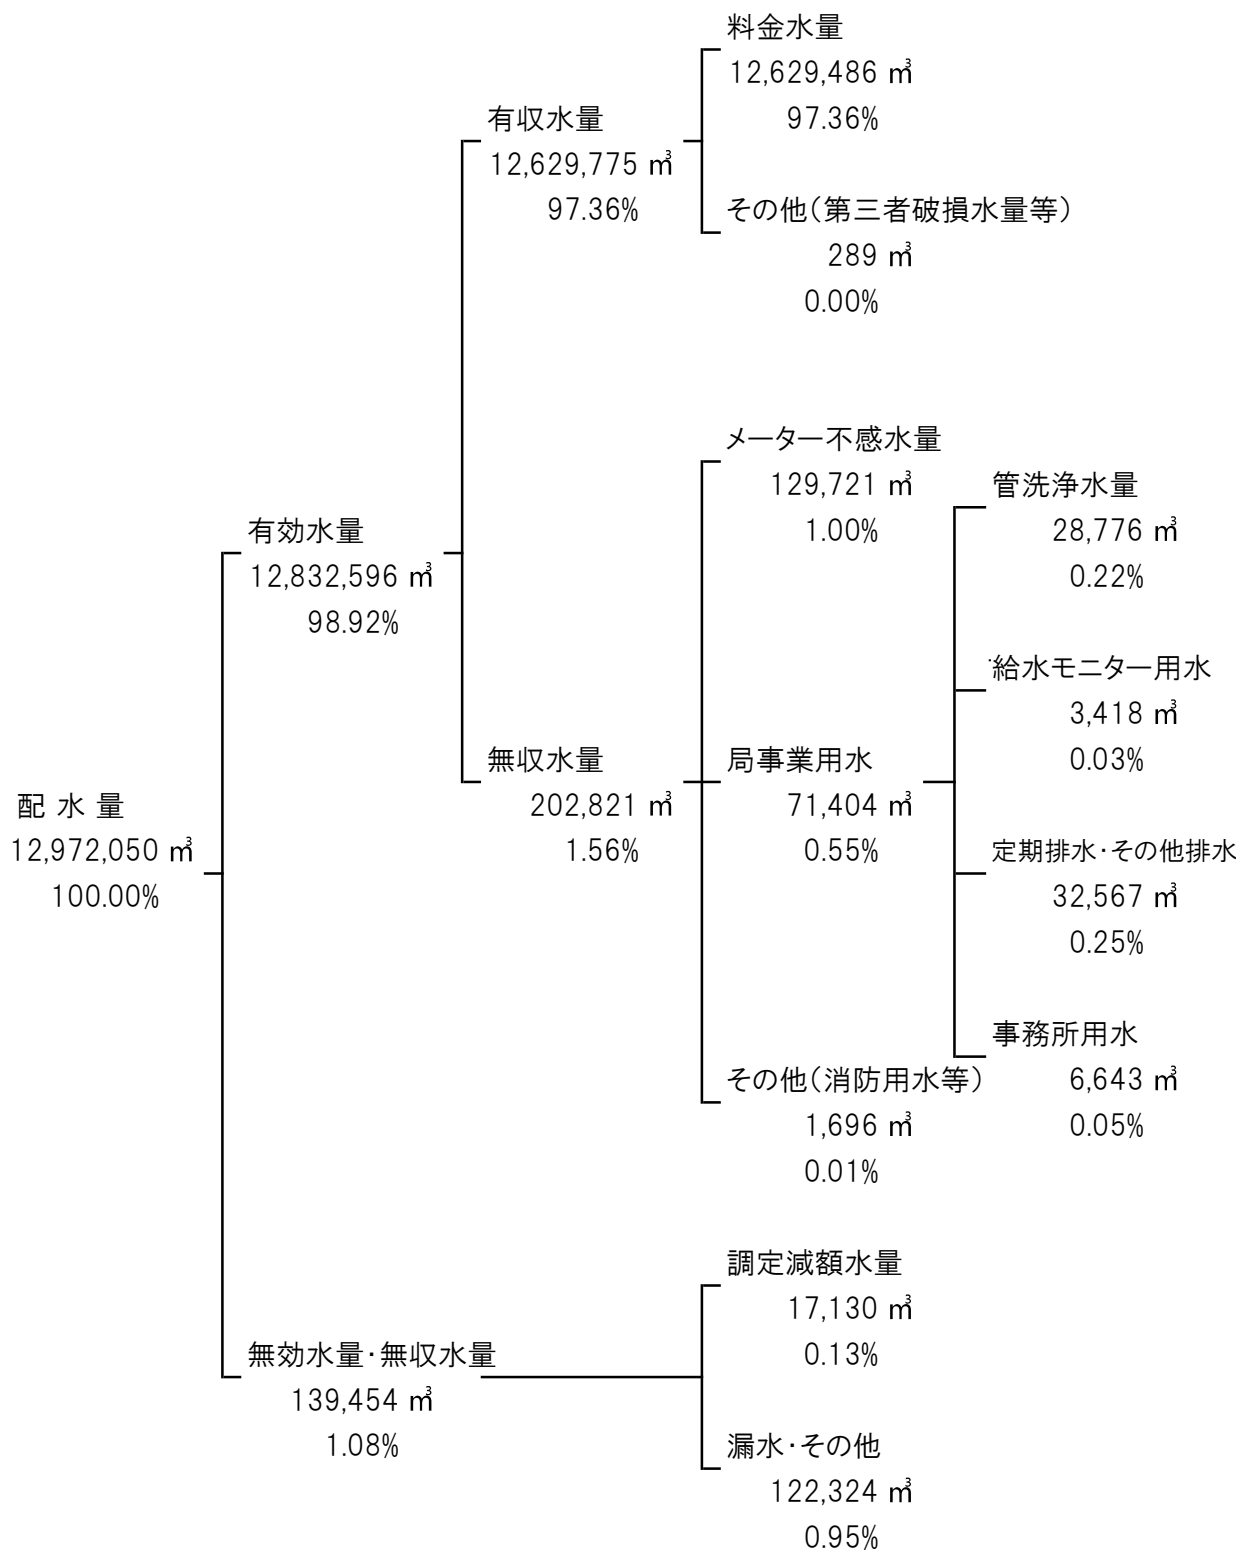 料金水量
12,629,486 ㎥
97.36%
有収水量
12,629,775 ㎥
97.36%
その他(第三者破損水量等)
289 ㎥
0.00%
メーター不感水量
129,721 ㎥
1.00%
管洗浄水量
28,776 ㎥
0.22%
有効水量
12,832,596 ㎥
98.92%
給水モニター用水
3,418 ㎥
0.03%
無収水量
202,821 ㎥
1.56%
局事業用水
71,404 ㎥
0.55%
配 水 量
12,972,050 ㎥
100.00%
定期排水・その他排水
32,567 ㎥
0.25%
事務所用水
6,643 ㎥
0.05%
その他(消防用水等)
1,696 ㎥
0.01%
調定減額水量
17,130 ㎥
0.13%
無効水量・無収水量
139,454 ㎥
1.08%
漏水・その他
122,324 ㎥
0.95%